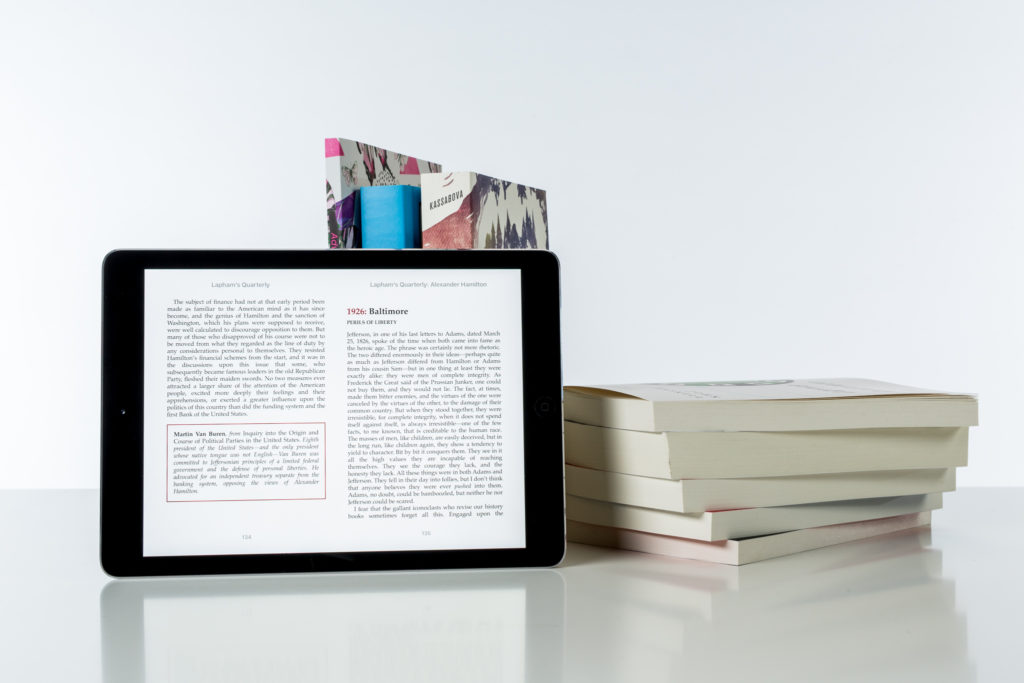 KASSABOVA
Lapham's Quarterly
The subject of finance had not at that early period been
made as familiar to the American mind as it has since
become, and the genius of Hamilton and the sanction of
Washington, which his plans were supposed to receive,
were well calculated to discourage opposition to them. But
many of those who disapproved of his course were not to
be moved from what they regarded as the line of duty by
any considerations personal to themselves. They resisted
Hamilton's financial schemes from the start, and it was in
the discussions upon this issue that some, who
subsequently became famous leaders in the old Republican
Party, fleshed their maiden swords. No two measures ever
attracted a larger share of the attention of the American
people, excited more deeply their feelings and their
apprehensions, or exerted a greater influence upon the
politics of this country than did the funding system and the
first Bank of the United States.
Martin Van Buren, from Inquiry into the Origin and
Course of Political Parties in the United States. Eighth
president of the United States—and the only president
whose native tongue was not English—Van Buren was
committed to Jeffersonian principles of a limited federal
government and the defense of personal liberties. He
advocated for an independent treasury separate from the
banking system, opposing the views of Alexander
Hamilton.
134
Lapham's Quarterly: Alexander Hamilton
1926: Baltimore
PERILS OF LIBERTY
Jefferson, in one of his last letters to Adams, dated March
25, 1826, spoke of the time when both came into fame as
the heroic age. The phrase was certainly not mere rhetoric.
The two differed enormously in their ideas—perhaps quite
as much as Jefferson differed from Hamilton or Adams
from his cousin Sam—but in one thing at least they were
exactly alike: they were men of complete integrity. As
Frederick the Great said of the Prussian Junker, one could
not buy them, and they would not lie. The fact, at times,
made them bitter enemies, and the virtues of the one were
canceled by the virtues of the other, to the damage of their
common country. But when they stood together, they were
irresistible, for complete integrity, when it does not spend
itself against itself, is always irresistible—one of the few
facts, to me known, that is creditable to the human race.
The masses of men, like children, are easily deceived, but in
the long run, like children again, they show a tendency to
yield to character. Bit by bit it conquers them. They see in it
all the high values they are incapable of reaching
themselves. They see the courage they lack, and the
honesty they lack. All these things were in both Adams and
Jefferson. They fell in their day into follies, but I don't think
that anyone believes they were ever pushed into them.
Adams, no doubt, could be bamboozled, but neither he nor
Jefferson could be scared.
I fear that the gallant iconoclasts who revise our history
books sometimes forget all this. Engaged upon the
135